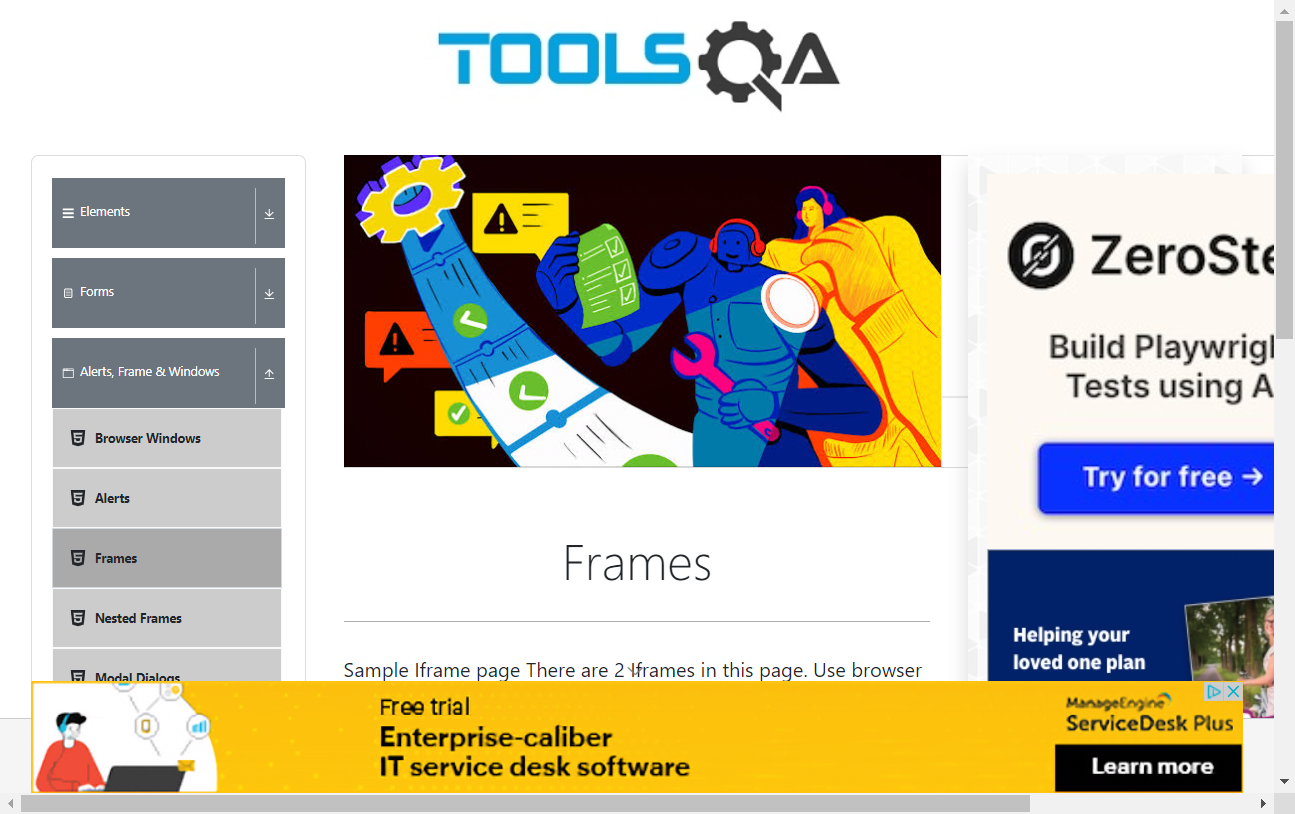 TOOLSQA
Elements
Forms
Alerts, Frame & Windows
Browser Windows
Alerts
Frames
Nested Frames
Modal Dialogs
ZeroSte
Build Playwrigh
Tests using A
Try for free →
Helping your
loved one plan
Frames
Sample Iframe page There are 2 Iframes in this page. Use browser
Free trial
Enterprise-caliber
IT service desk software
ManageEngine
ServiceDesk Plus
Learn more